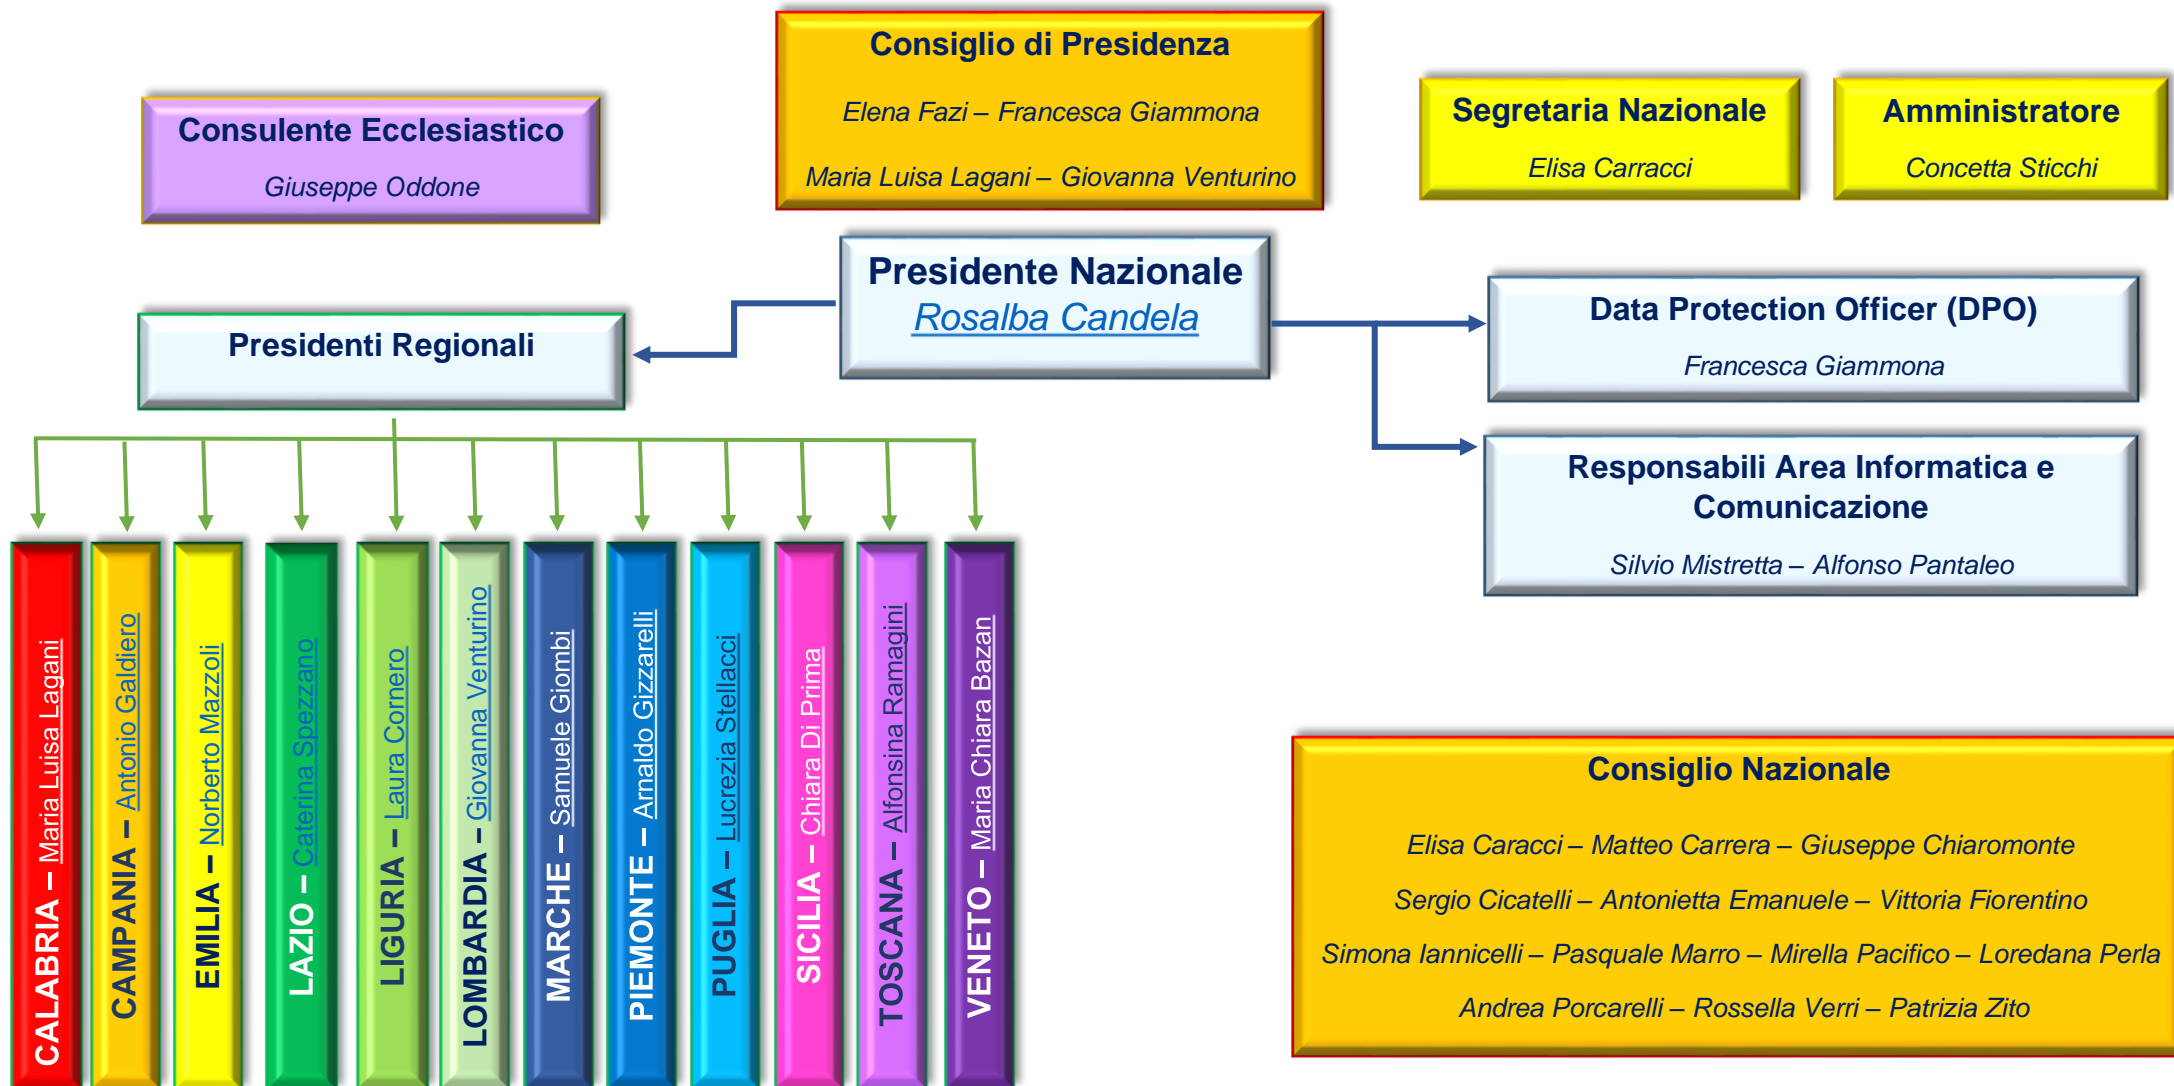 Consiglio di Presidenza
Elena Fazi – Francesca Giammona
Maria Luisa Lagani – Giovanna Venturino
Consulente Ecclesiastico
Giuseppe Oddone
Segretaria Nazionale
Elisa Carracci
Amministratore
Concetta Sticchi
Presidente Nazionale
Rosalba Candela
Presidenti Regionali
Data Protection Officer (DPO)
Francesca Giammona
Responsabili Area Informatica e
Comunicazione
Silvio Mistretta – Alfonso Pantaleo
CALABRIA – Maria Luisa Lagani
CAMPANIA – Antonio Galdiero
EMILIA – Norberto Mazzoli
LAZIO – Caterina Spezzano
LIGURIA – Laura Cornero
LOMBARDIA – Giovanna Venturino
MARCHE – Samuele Giombi
PIEMONTE – Arnaldo Gizzarelli
PUGLIA – Lucrezia Stellacci
SICILIA – Chiara Di Prima
TOSCANA – Alfonsina Ramagini
VENETO – Maria Chiara Bazan
Consiglio Nazionale
Elisa Caracci – Matteo Carrera – Giuseppe Chiaromonte
Sergio Cicatelli – Antonietta Emanuele – Vittoria Fiorentino
Simona Iannicelli – Pasquale Marro – Mirella Pacifico – Loredana Perla
Andrea Porcarelli – Rossella Verri – Patrizia Zito